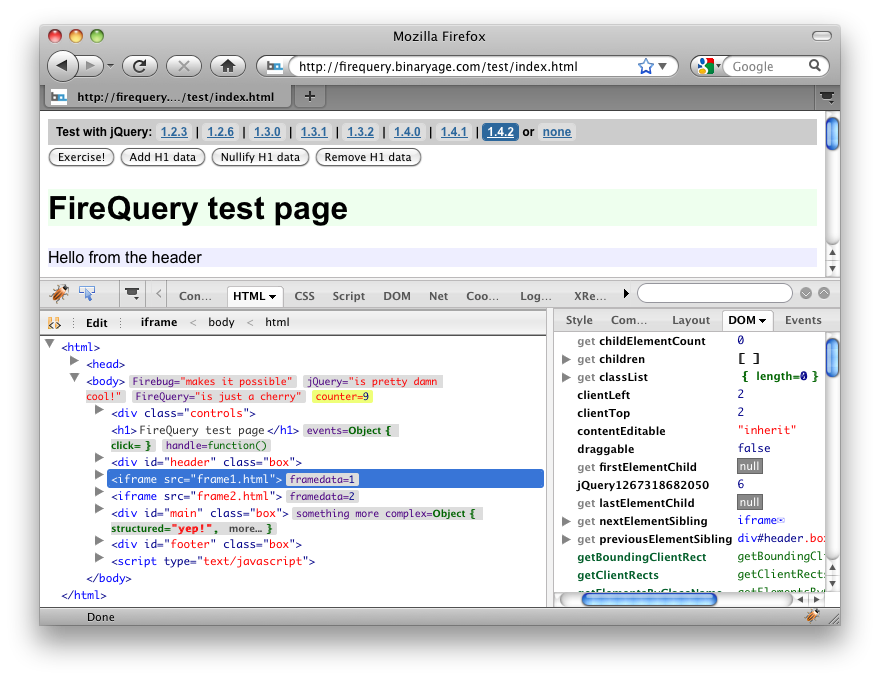 Mozilla Firefox
http://firequery.binaryage.com/test/index.html
Google
http://firequery..../test/index.html
+
Test with jQuery: 1.2.3 | 1.2.6 | 1.3.0 | 1.3.1 | 1.3.2 | 1.4.0 | 1.4.1 | 1.4.2 or none
Exercise! Add H1 data Nullify H1 data Remove H1 data
FireQuery test page
Hello from the header
Con... HTML CSS Script DOM Net Coo... Log... XRe...
Edit iframe < body < html
<html>
<head>
<body> Firebug="makes it possible" jQuery="is pretty damn
cool!" FireQuery="is just a cherry" counter=9
<div class="controls">
<h1>FireQuery test page</h1> events=Object {
click= } handle=function()
<div id="header" class="box">
<iframe src="frame1.html"> framedata=1
<iframe src="frame2.html"> framedata=2
<div id="main" class="box"> something more complex=Object {
structured="yep!", more... }
<div id="footer" class="box">
<script type="text/javascript">
</body>
</html>
Style Com... Layout DOM Events
get childElementCount 0
get children [ ]
get classList { length=0 }
clientLeft 2
clientTop 2
contentEditable "inherit"
draggable false
get firstElementChild null
jQuery1267318682050 6
get lastElementChild null
get nextElementSibling iframe
get previousElementSibling div#header.box
getBoundingClientRect getBoundingCli
getClientRects getClientRects
Done